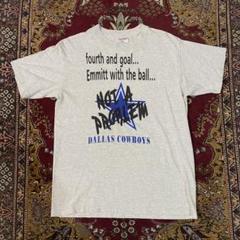 fourth and goal...
Emmitt with the ball...
NOT A
PROBLEM
DALLAS COWBOYS